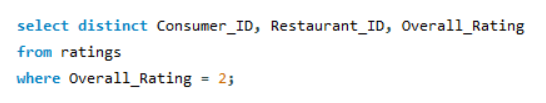 select distinct Consumer_ID, Restaurant_ID, Overall_Rating
from ratings
where Overall_Rating = 2;